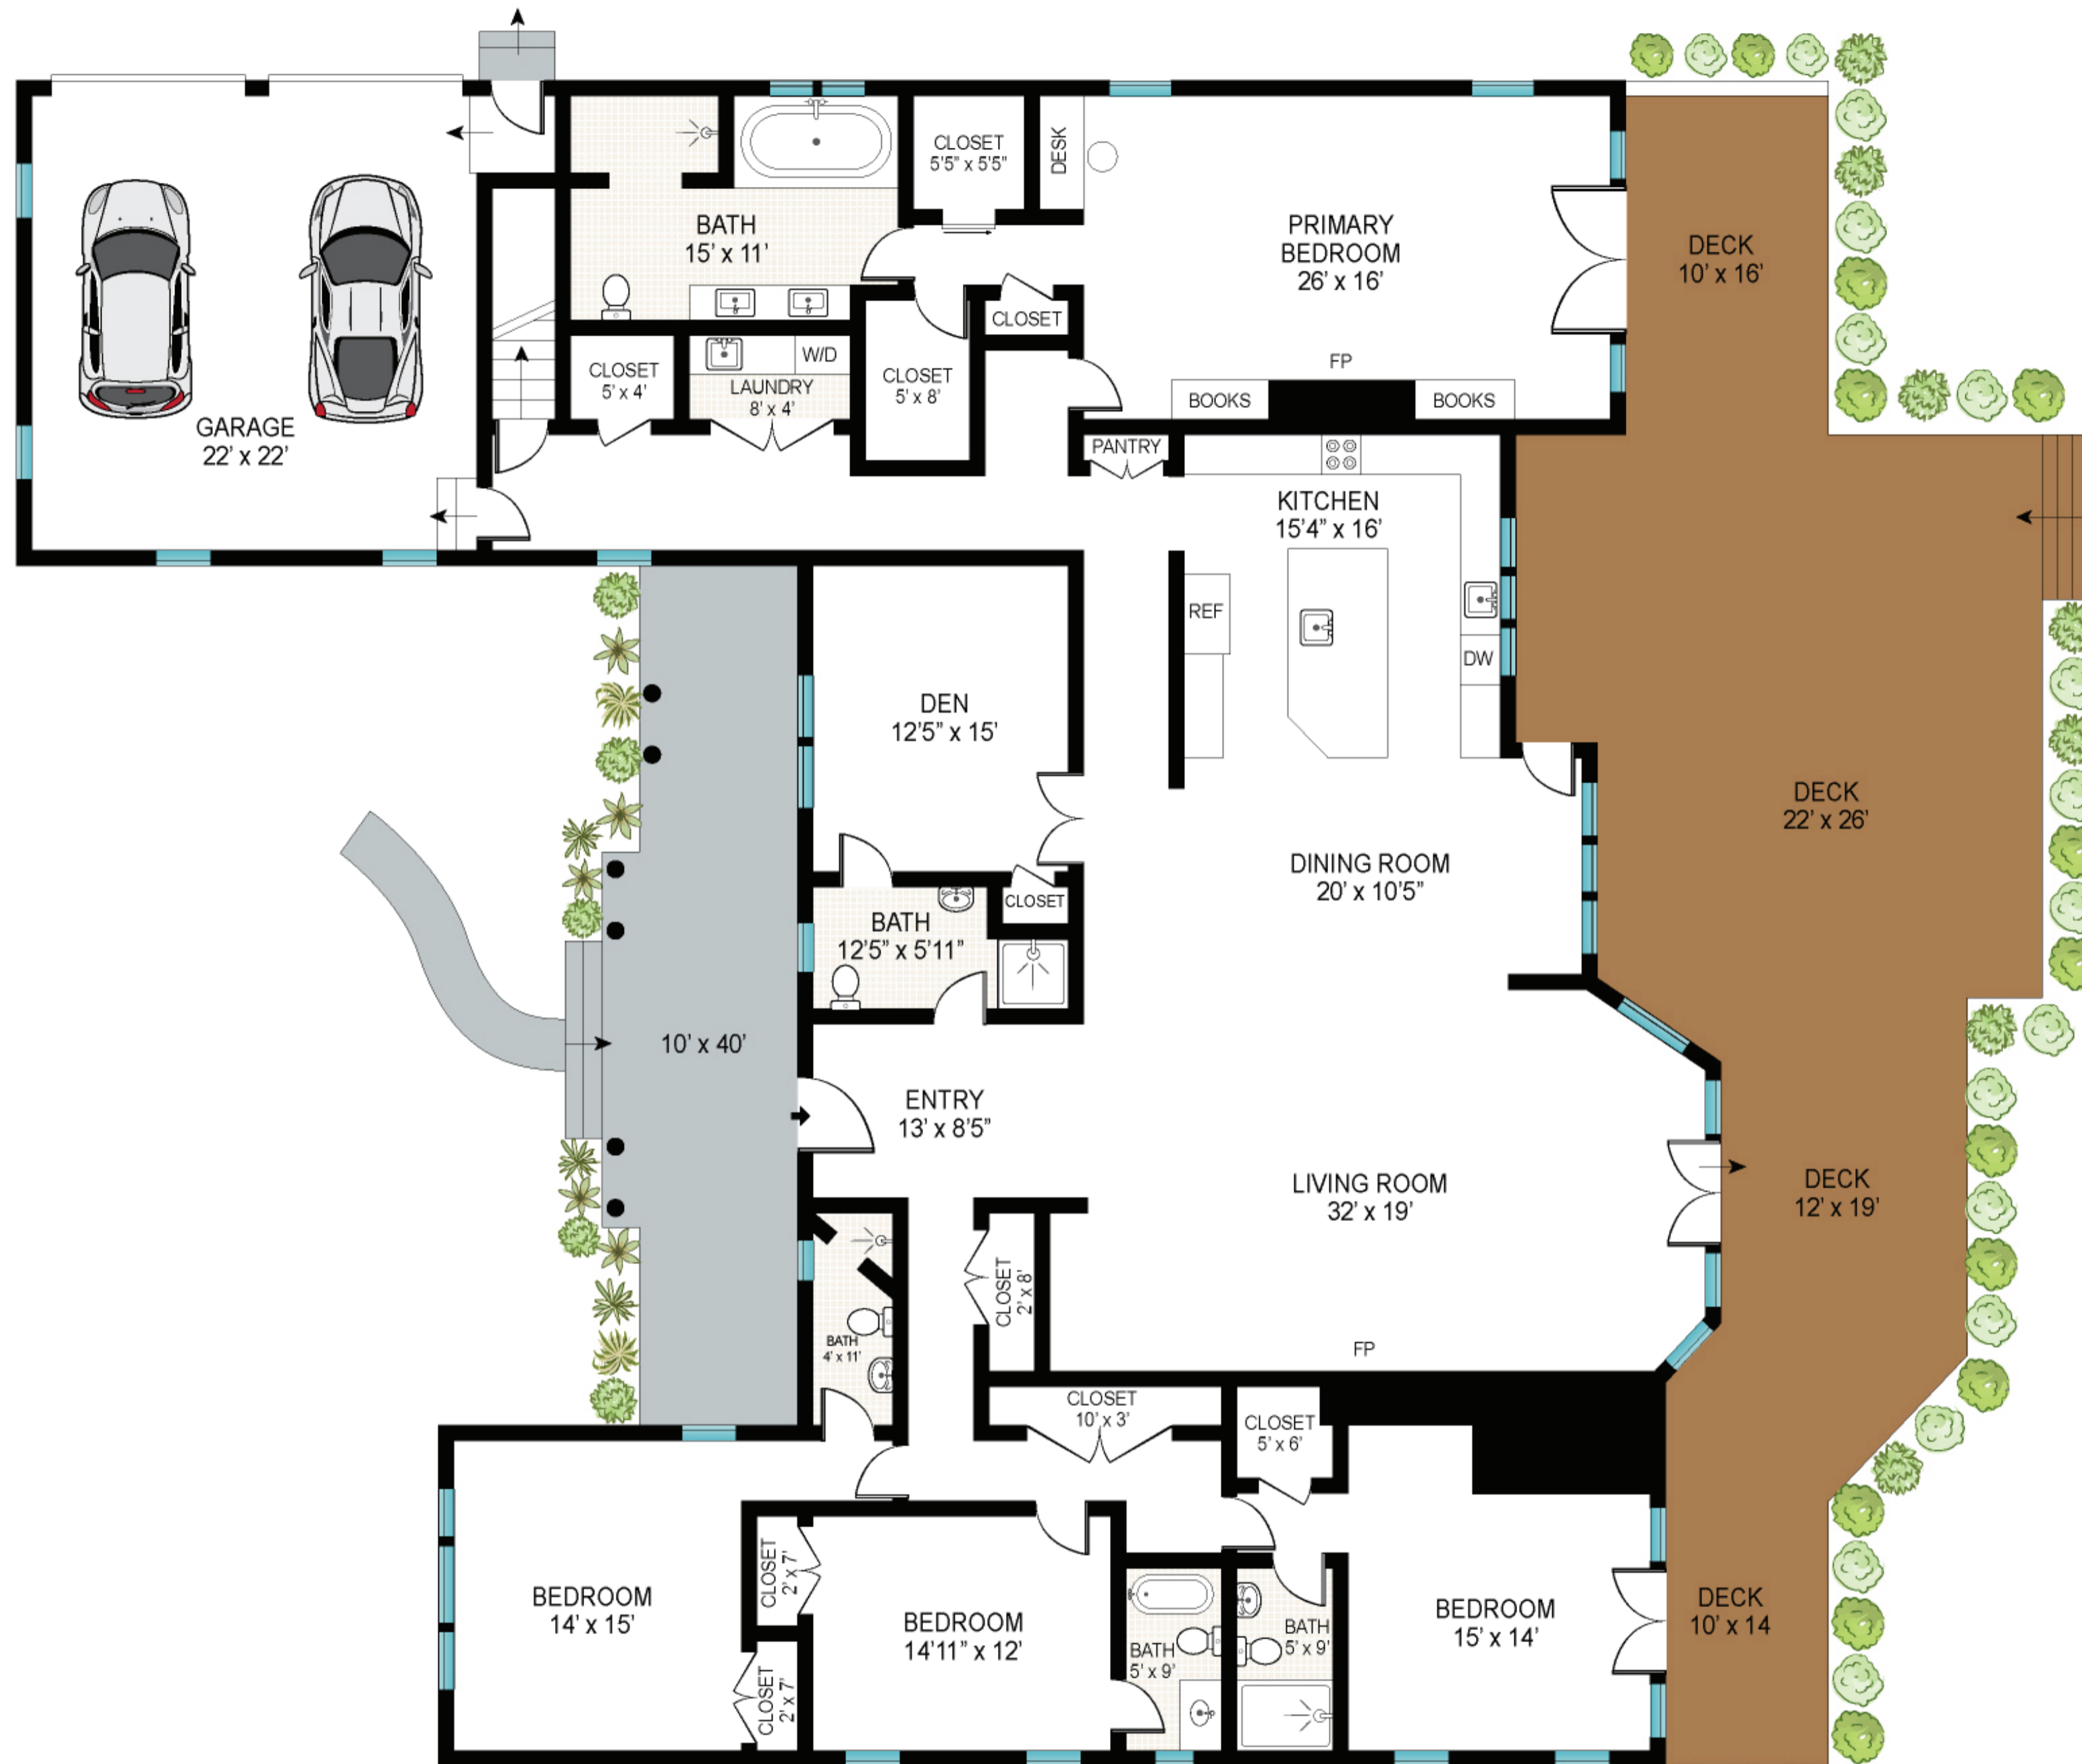 CLOSET
5'5" x 5'5"
DESK
BATH
15' x 11'
PRIMARY
BEDROOM
26' x 16'
DECK
10' x 16'
CLOSET
CLOSET
5' x 4'
W/D
LAUNDRY
8' x 4'
CLOSET
5' x 8'
FP
BOOKS
BOOKS
GARAGE
22' x 22'
PANTRY
KITCHEN
15'4" x 16'
REF
DW
DEN
12'5" x 15'
DECK
22' x 26'
DINING ROOM
20' x 10'5"
CLOSET
BATH
12'5" x 5'11"
10' x 40'
ENTRY
13' x 8'5"
LIVING ROOM
32' x 19'
DECK
12' x 19'
CLOSET
2' x 8'
BATH
4' x 11'
FP
CLOSET
10' x 3'
CLOSET
5' x 6'
CLOSET
2' x 7'
BEDROOM
14' x 15'
BEDROOM
14'11" x 12'
BATH
5' x 9'
BATH
5' x 9'
BEDROOM
15' x 14'
DECK
10' x 14
CLOSET
2' x 7'